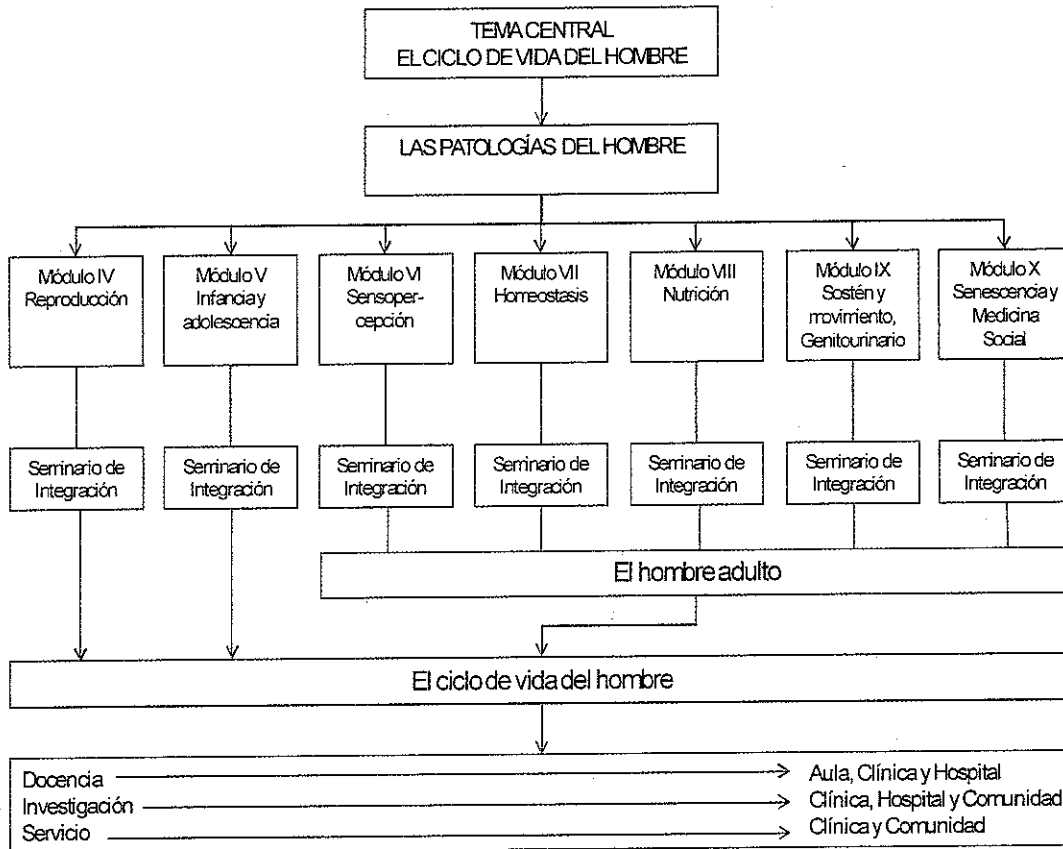 TEMA CENTRAL
EL CICLO DE VIDA DEL HOMBRE
LAS PATOLOGÍAS DEL HOMBRE
Módulo IV
Reproducción
Módulo V
Infancia y
adolescencia
Módulo VI
Sensoper-
cepción
Módulo VII
Homeostasis
Módulo VIII
Nutrición
Módulo IX
Sostén y
movimiento,
Genitourinario
Módulo X
Senescencia y
Medicina
Social
Seminario de
Integración
Seminario de
Integración
Seminario de
Integración
Seminario de
Integración
Seminario de
Integración
Seminario de
Integración
Seminario de
Integración
El hombre adulto
El ciclo de vida del hombre
Docencia Aula, Clínica y Hospital
Investigación Clínica, Hospital y Comunidad
Servicio Clínica y Comunidad